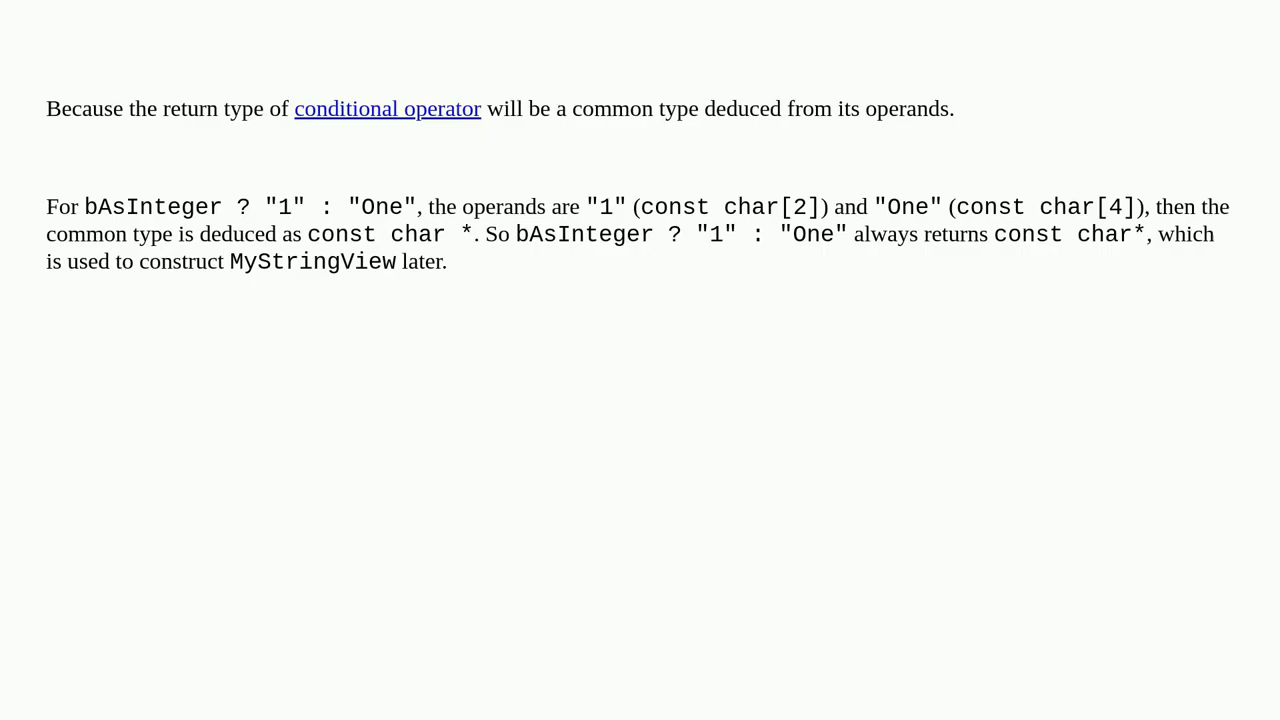 Because the return type of conditional operator will be a common type deduced from its operands.
For bAsInteger ? "1" : "One", the operands are "1" (const char[2]) and "One" (const char[4]), then the
common type is deduced as const char *. So bAsInteger ? "1" : "One" always returns const char*, which
is used to construct MyStringView later.